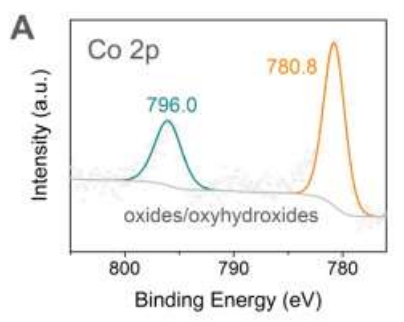 A
Co 2p
780.8
796.0
Intensity (a.u.)
oxides/oxyhydroxides
800 790 780
Binding Energy (eV)